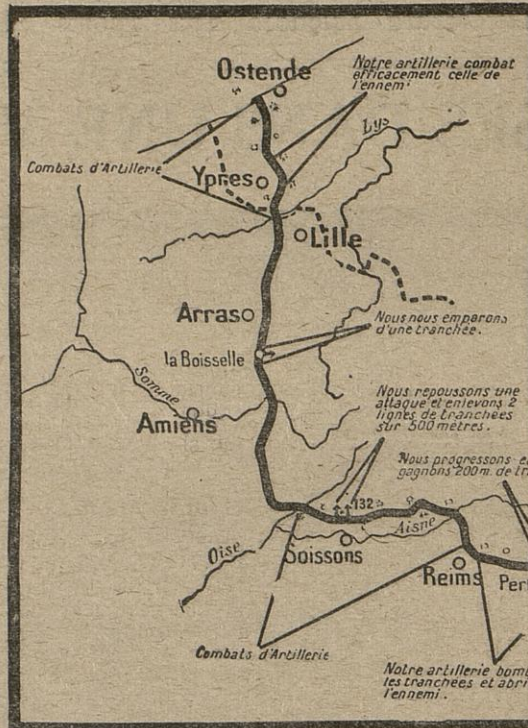 Notre artillerie combat
efficacement celle de
l'ennemi
Ostende
Lys
Combats d'Artillerie
Ypres
Lille
Arras
Nous nous emparons
d'une tranchée.
la Boisselle
Somme
Nous repoussons une
attaque et enlevons 2
lignes de tranchées
sur 500 mètres.
Amiens
Nous progressons
gagnons 200m. de
132
Aisne
Oise
Soissons
Reims
Combats d'Artillerie
Notre artillerie
les tranchées et
l'ennemi.